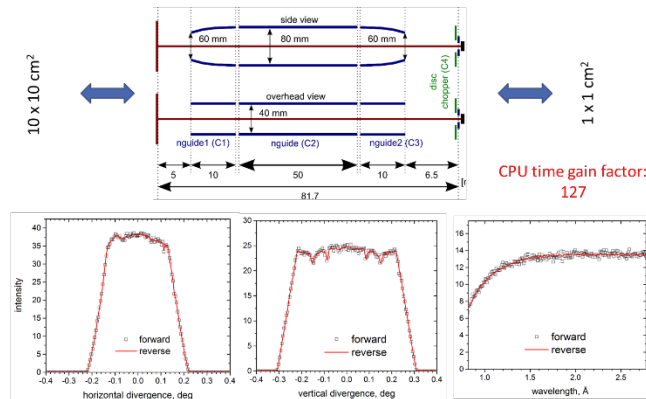 side view
60 mm
80 mm
60 mm
10 x 10 cm²
disc
chopper (C4)
1 x 1 cm²
overhead view
40 mm
nguide1 (C1)
nguide (C2)
nguide2 (C3)
5
10
50
10
6.5
81.7
CPU time gain factor:
127
intensity
40
35
30
25
20
15
10
5
0
forward
reverse
-0.4 -0.3 -0.2 -0.1 0.0 0.1 0.2 0.3 0.4
horizontal divergence, deg
30
25
20
15
10
5
0
forward
reverse
-0.4 -0.3 -0.2 -0.1 0.0 0.1 0.2 0.3 0.4
vertical divergence, deg
16
14
12
10
8
6
4
2
0
forward
reverse
1.0 1.5 2.0 2.5
wavelength, Å